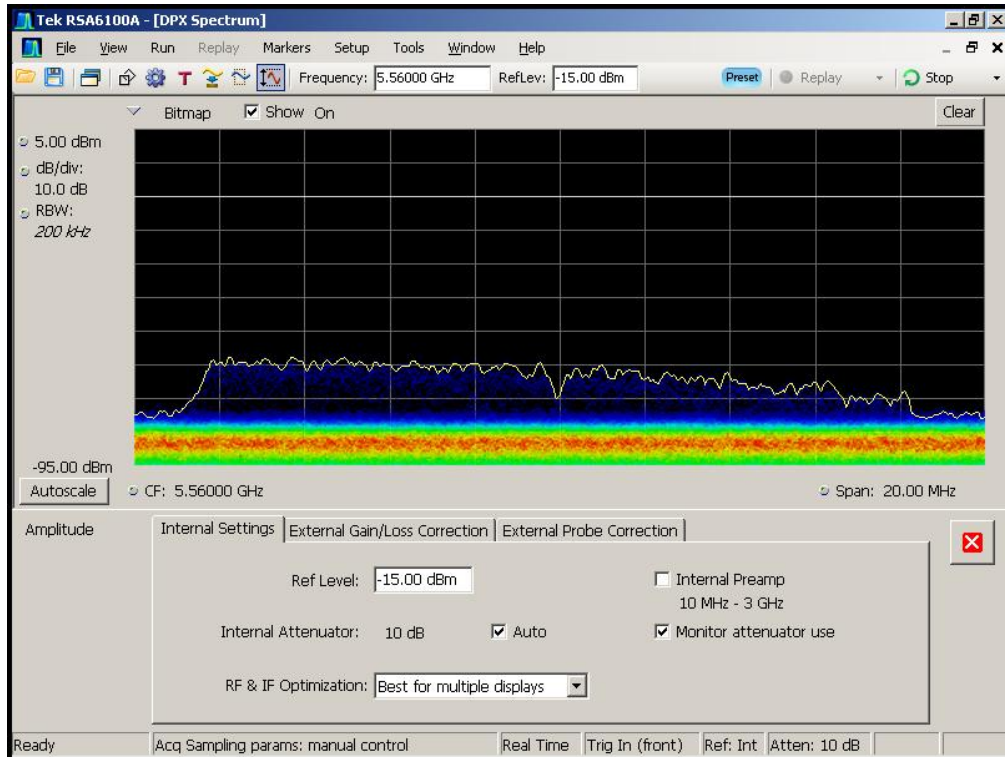 Tek RSA6100A - [DPX Spectrum]
File View Run Replay Markers Setup Tools Window Help
T Frequency: 5.56000 GHz RefLev: -15.00 dBm Preset Replay Stop
Bitmap Show On Clear
5.00 dBm
dB/div:
10.0 dB
RBW:
200 kHz
-95.00 dBm
Autoscale CF: 5.56000 GHz Span: 20.00 MHz
Amplitude Internal Settings External Gain/Loss Correction External Probe Correction
Ref Level: -15.00 dBm Internal Preamp
10 MHz - 3 GHz
Internal Attenuator: 10 dB Auto Monitor attenuator use
RF & IF Optimization: Best for multiple displays
Ready Acq Sampling params: manual control Real Time Trig In (front) Ref: Int Atten: 10 dB